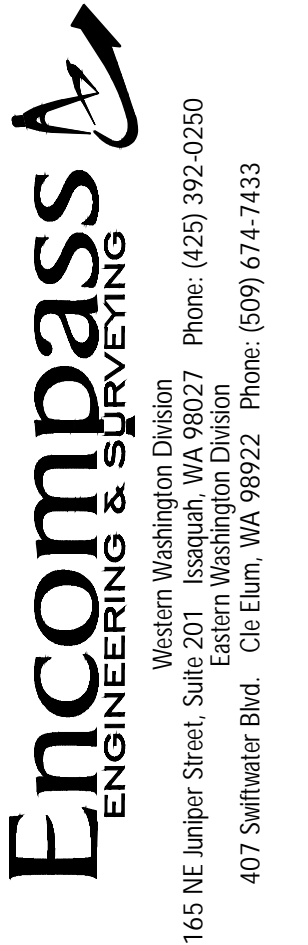 Encompass
ENGINEERING & SURVEYING
Western Washington Division
165 NE Juniper Street, Suite 201 Issaquah, WA 98027 Phone: (425) 392-0250
Eastern Washington Division
407 Swiftwater Blvd. Cle Elum, WA 98922 Phone: (509) 674-7433